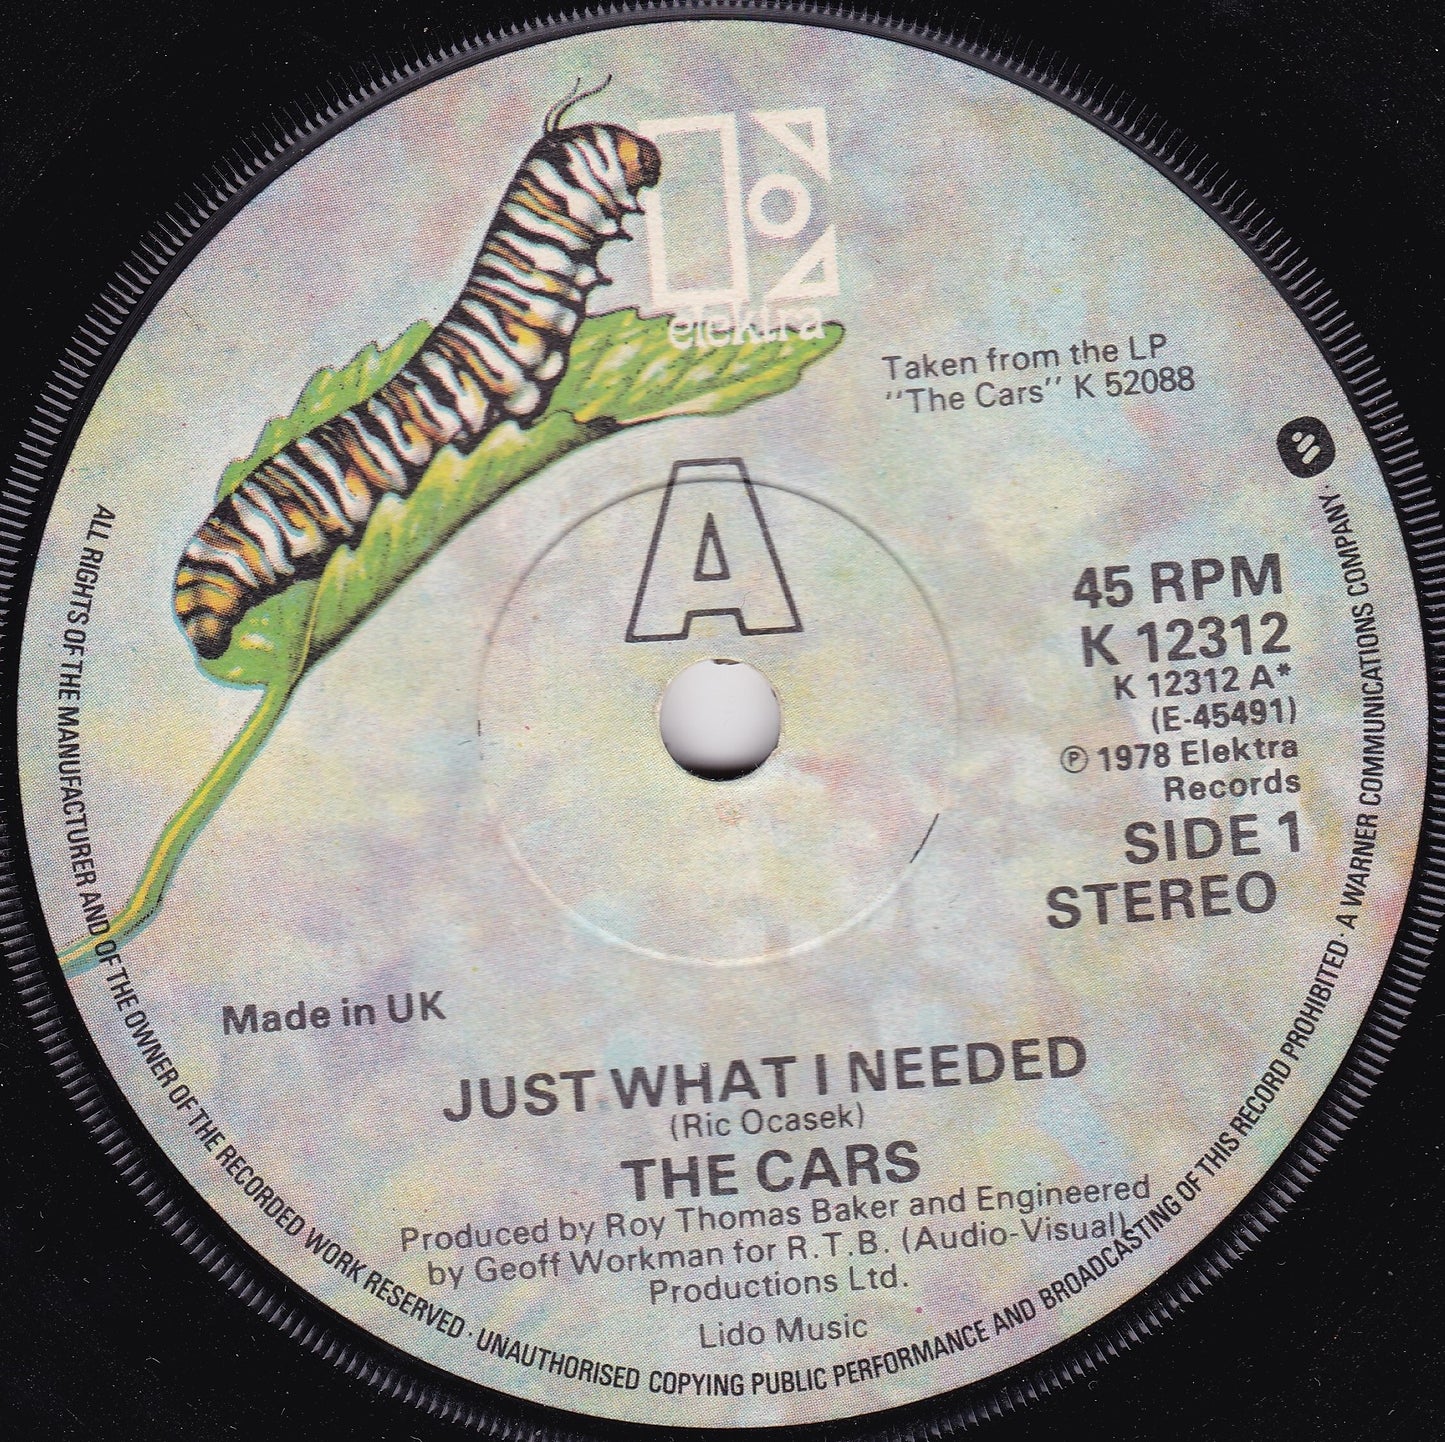 elektra
Taken from the LP
"The Cars" K 52088
A
45 RPM
K 12312
K 12312 A*
(E-45491)
℗ 1978 Elektra
Records
SIDE 1
STEREO
Made in UK
JUST WHAT I NEEDED
(Ric Ocasek)
THE CARS
Produced by Roy Thomas Baker and Engineered
by Geoff Workman for R.T.B. (Audio-Visual)
Productions Ltd.
Lido Music
ALL RIGHTS OF THE MANUFACTURER AND OF THE OWNER OF THE RECORDED WORK RESERVED · UNAUTHORISED COPYING PUBLIC PERFORMANCE AND BROADCASTING OF THIS RECORD PROHIBITED · A WARNER COMMUNICATIONS COMPANY ·